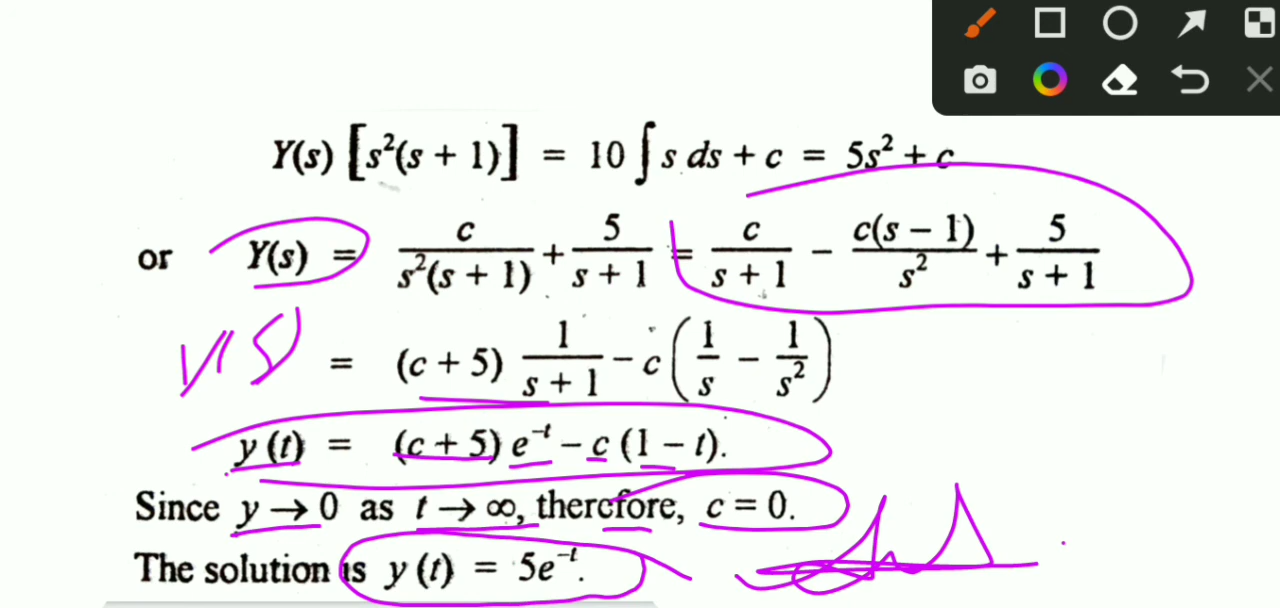 Y(s) [s²(s + 1)] = 10 ∫ s ds + c = 5s² + c
or Y(s) = c/(s²(s + 1)) + 5/(s + 1) = c/(s + 1) − c(s − 1)/s² + 5/(s + 1)
Y(s) = (c + 5) 1/(s + 1) − c (1/s − 1/s²)
y (t) = (c + 5) e⁻ᵗ − c (1 − t).
Since y → 0 as t → ∞, therefore, c = 0.
The solution is y (t) = 5e⁻ᵗ.